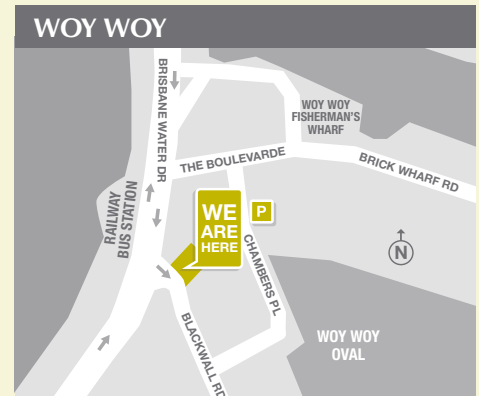 WOY WOY
BRISBANE WATER DR
WOY WOY
FISHERMAN'S
WHARF
THE BOULEVARDE
BRICK WHARF RD
RAILWAY
BUS STATION
WE
ARE
HERE
P
CHAMBERS PL
N
BLACKWALL RD
WOY WOY
OVAL